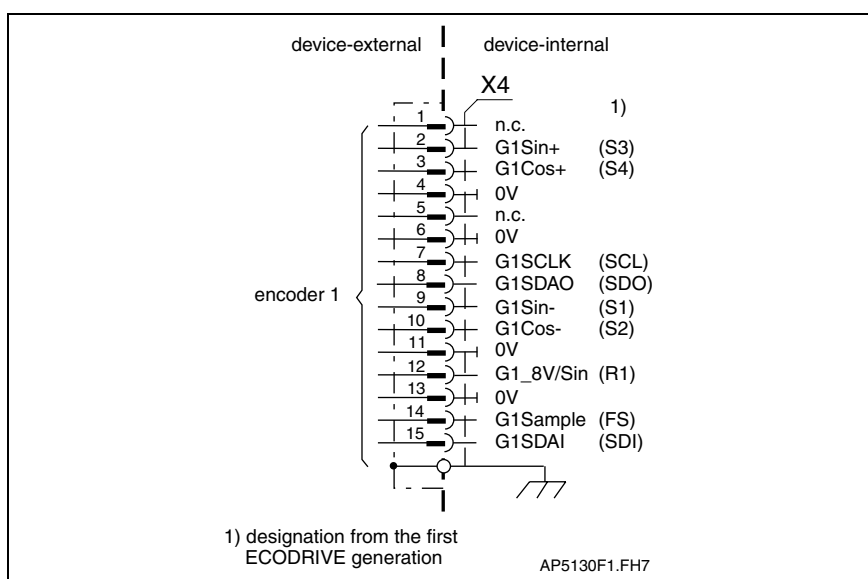 device-external device-internal
X4
1)
1 n.c.
2 G1Sin+ (S3)
3 G1Cos+ (S4)
4 0V
5 n.c.
6 0V
7 G1SCLK (SCL)
8 G1SDAO (SDO)
encoder 1
9 G1Sin- (S1)
10 G1Cos- (S2)
11 0V
12 G1_8V/Sin (R1)
13 0V
14 G1Sample (FS)
15 G1SDAI (SDI)
1) designation from the first
ECODRIVE generation
AP5130F1.FH7